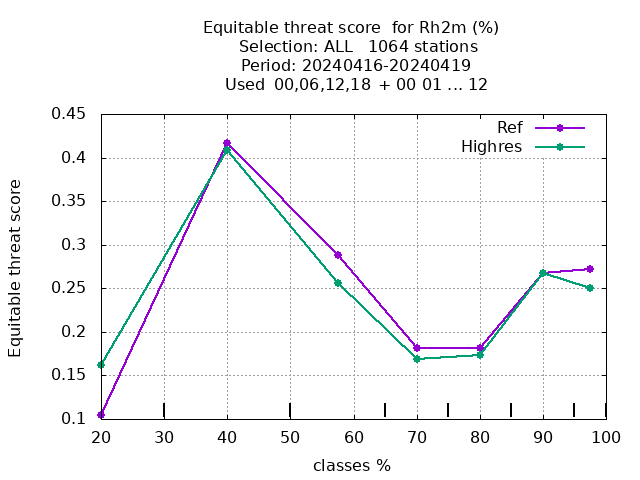 Equitable threat score  for Rh2m (%)
Selection: ALL   1064 stations
Period: 20240416-20240419
Used  00,06,12,18 + 00 01 ... 12
Ref
Highres
0.45
0.4
0.35
0.3
0.25
0.2
0.15
0.1
Equitable threat score
20 30 40 50 60 70 80 90 100
classes %